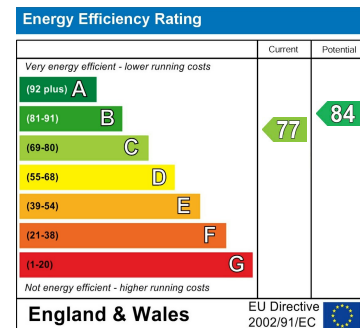 Energy Efficiency Rating
Current Potential
Very energy efficient - lower running costs
(92 plus) A
(81-91) B
(69-80) C
(55-68) D
(39-54) E
(21-38) F
(1-20) G
77
84
Not energy efficient - higher running costs
England & Wales
EU Directive
2002/91/EC